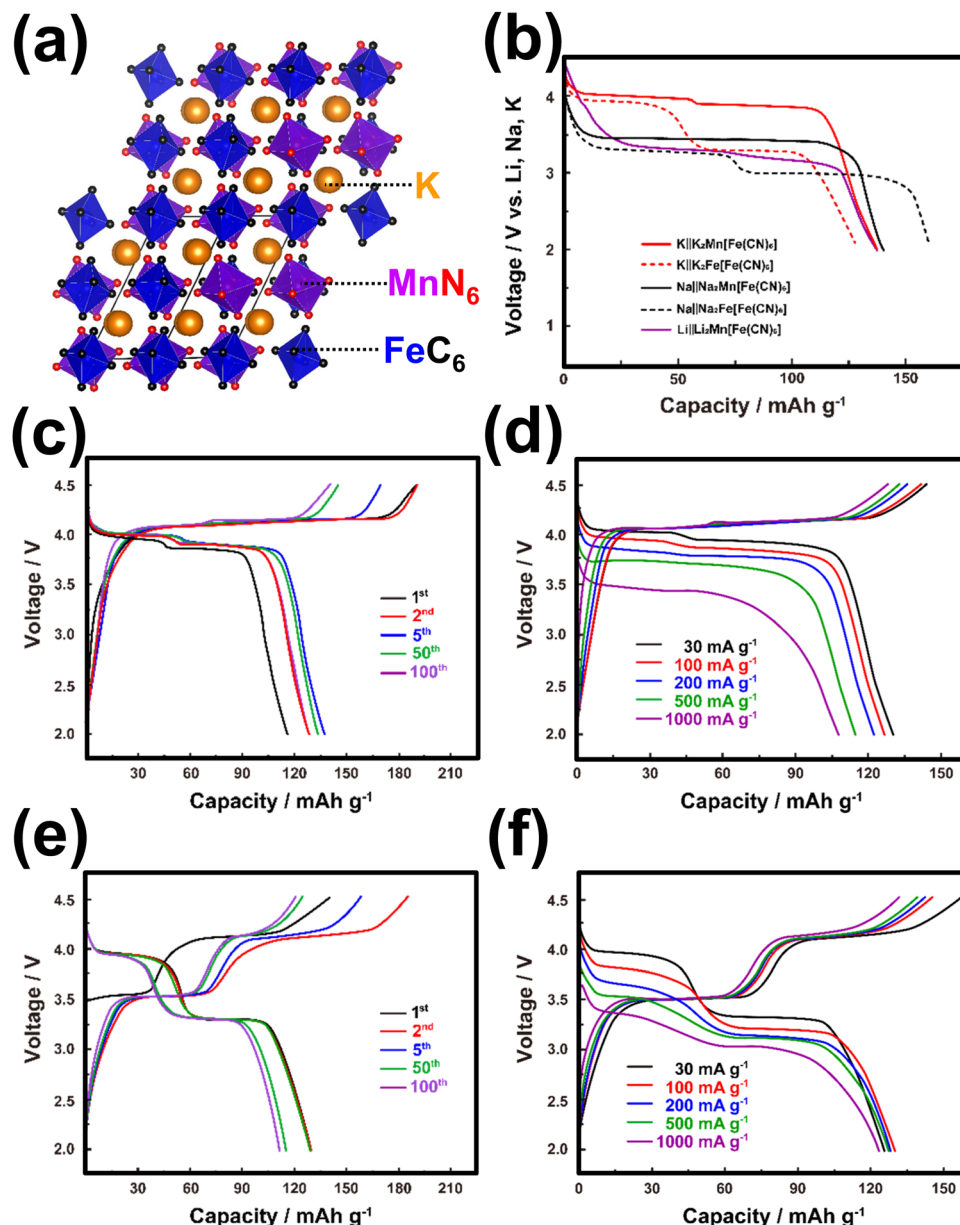 (a)
K
MnN₆
FeC₆
(b)
Voltage / V vs. Li, Na, K
4
3
2
1
0
50
100
150
K||K₂Mn[Fe(CN)₆]
K||K₂Fe[Fe(CN)₆]
Na||Na₂Mn[Fe(CN)₆]
Na||Na₂Fe[Fe(CN)₆]
Li||Li₂Mn[Fe(CN)₆]
Capacity / mAh g⁻¹
(c)
Voltage / V
4.5
4.0
3.5
3.0
2.5
2.0
30
60
90
120
150
180
210
1ˢᵗ
2ⁿᵈ
5ᵗʰ
50ᵗʰ
100ᵗʰ
Capacity / mAh g⁻¹
(d)
Voltage / V
4.5
4.0
3.5
3.0
2.5
2.0
0
30
60
90
120
150
30 mA g⁻¹
100 mA g⁻¹
200 mA g⁻¹
500 mA g⁻¹
1000 mA g⁻¹
Capacity / mAh g⁻¹
(e)
Voltage / V
4.5
4.0
3.5
3.0
2.5
2.0
30
60
90
120
150
180
210
1ˢᵗ
2ⁿᵈ
5ᵗʰ
50ᵗʰ
100ᵗʰ
Capacity / mAh g⁻¹
(f)
Voltage / V
4.5
4.0
3.5
3.0
2.5
2.0
0
30
60
90
120
150
30 mA g⁻¹
100 mA g⁻¹
200 mA g⁻¹
500 mA g⁻¹
1000 mA g⁻¹
Capacity / mAh g⁻¹